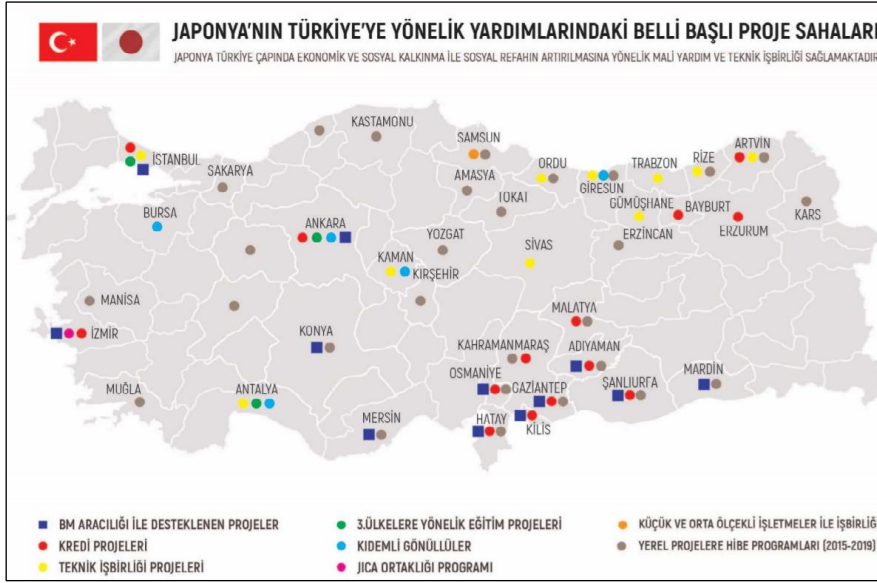 JAPONYA'NIN TÜRKİYE'YE YÖNELİK YARDIMLARINDAKİ BELLİ BAŞLI PROJE SAHALARI
JAPONYA TÜRKİYE ÇAPINDA EKONOMİK VE SOSYAL KALKINMA İLE SOSYAL REFAHIN ARTIRILMASINA YÖNELİK MALİ YARDIM VE TEKNİK İŞBİRLİĞİ SAĞLAMAKTADIR
KASTAMONU
SAMSUN
ARTVİN
İSTANBUL
ORDU
TRABZON
RİZE
SAKARYA
AMASYA
GİRESUN
TOKAT
GÜMÜŞHANE
BAYBURT
KARS
BURSA
ANKARA
ERZURUM
YOZGAT
ERZİNCAN
KAMAN
SİVAS
KIRŞEHİR
MANİSA
MALATYA
İZMİR
KONYA
KAHRAMANMARAŞ
ADIYAMAN
OSMANİYE
MARDİN
MUĞLA
ANTALYA
GAZİANTEP
ŞANLIURFA
MERSİN
HATAY
KİLİS
BM ARACILIĞI İLE DESTEKLENEN PROJELER
KREDİ PROJELERİ
TEKNİK İŞBİRLİĞİ PROJELERİ
3.ÜLKELERE YÖNELİK EĞİTİM PROJELERİ
KIDEMLİ GÖNÜLLÜLER
JICA ORTAKLIĞI PROGRAMI
KÜÇÜK VE ORTA ÖLÇEKLİ İŞLETMELER İLE İŞBİRLİĞİ
YEREL PROJELERE HİBE PROGRAMLARI (2015-2019)